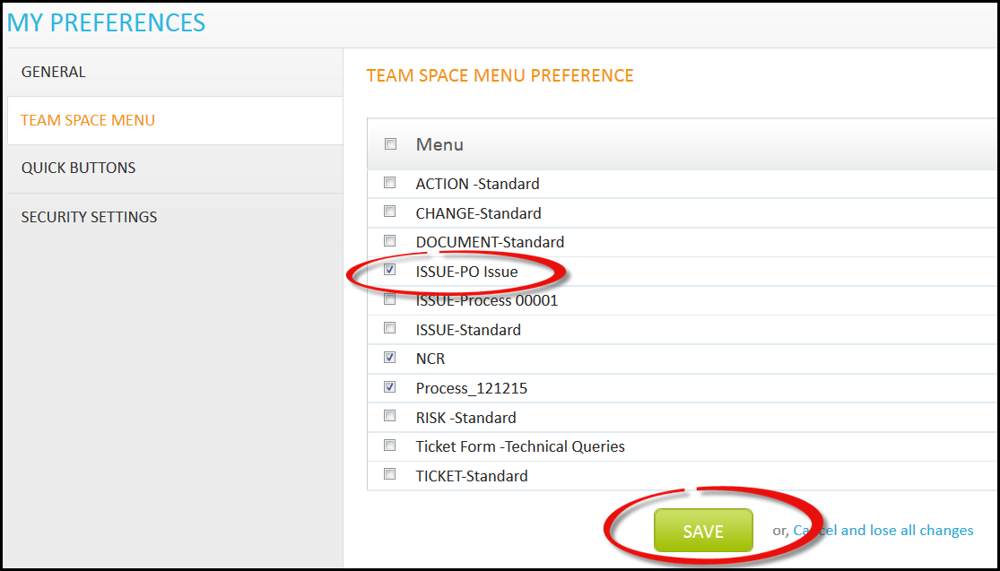 MY PREFERENCES
GENERAL
TEAM SPACE MENU
QUICK BUTTONS
SECURITY SETTINGS
TEAM SPACE MENU PREFERENCE
Menu
ACTION -Standard
CHANGE-Standard
DOCUMENT-Standard
ISSUE-PO Issue
ISSUE-Process 00001
ISSUE-Standard
NCR
Process_121215
RISK -Standard
Ticket Form -Technical Queries
TICKET-Standard
SAVE or, Cancel and lose all changes